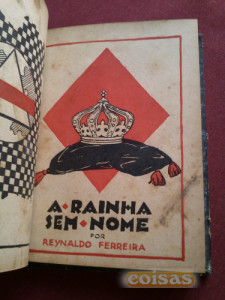 A • RAINHA
SEM • NOME
POR
REYNALDO FERREIRA
coisas